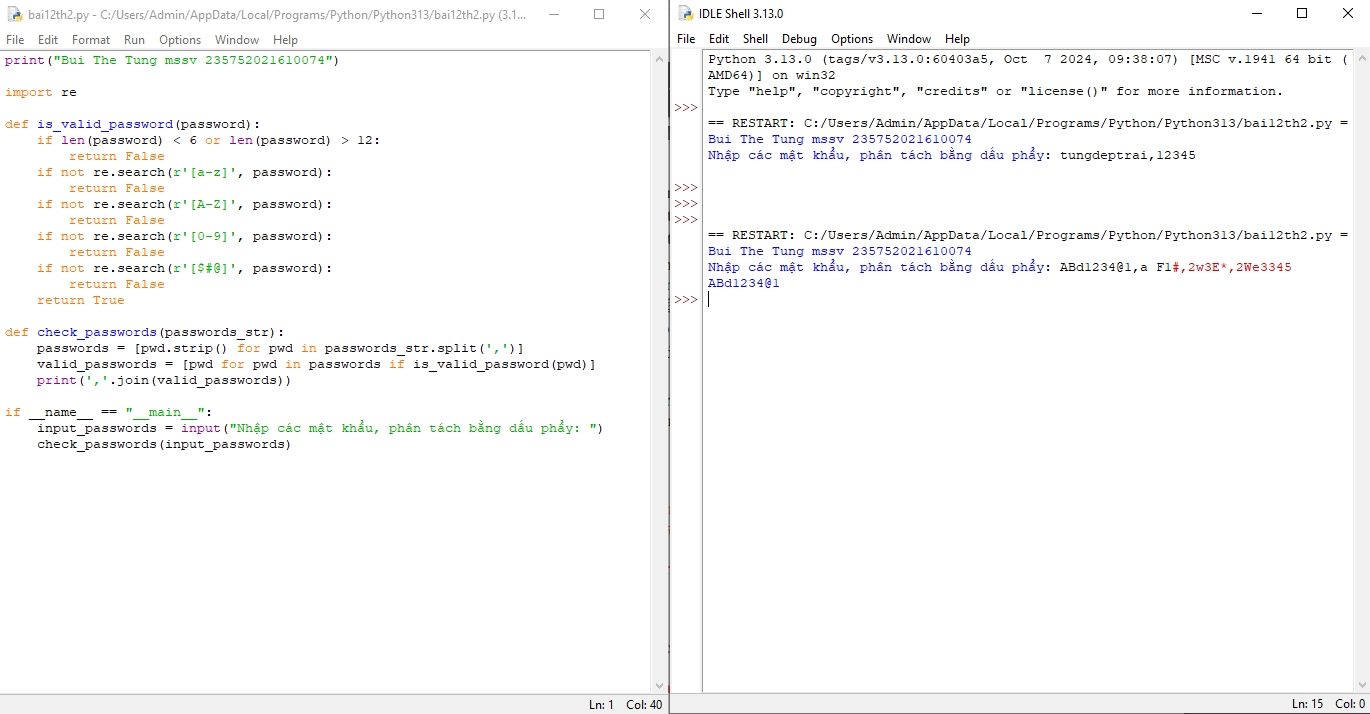 bai12th2.py - C:/Users/Admin/AppData/Local/Programs/Python/Python313/bai12th2.py (3.1...
File Edit Format Run Options Window Help
print("Bui The Tung mssv 235752021610074")
import re
def is_valid_password(password):
    if len(password) < 6 or len(password) > 12:
        return False
    if not re.search(r'[a-z]', password):
        return False
    if not re.search(r'[A-Z]', password):
        return False
    if not re.search(r'[0-9]', password):
        return False
    if not re.search(r'[$#@]', password):
        return False
    return True
def check_passwords(passwords_str):
    passwords = [pwd.strip() for pwd in passwords_str.split(',')]
    valid_passwords = [pwd for pwd in passwords if is_valid_password(pwd)]
    print(','.join(valid_passwords))
if __name__ == "__main__":
    input_passwords = input("Nhập các mật khẩu, phân tách bằng dấu phẩy: ")
    check_passwords(input_passwords)
Ln: 1 Col: 40
IDLE Shell 3.13.0
File Edit Shell Debug Options Window Help
Python 3.13.0 (tags/v3.13.0:60403a5, Oct  7 2024, 09:38:07) [MSC v.1941 64 bit (
AMD64)] on win32
Type "help", "copyright", "credits" or "license()" for more information.
>>>
== RESTART: C:/Users/Admin/AppData/Local/Programs/Python/Python313/bai12th2.py =
Bui The Tung mssv 235752021610074
Nhập các mật khẩu, phân tách bằng dấu phẩy: tungdeptrai,12345
>>>
>>>
>>>
== RESTART: C:/Users/Admin/AppData/Local/Programs/Python/Python313/bai12th2.py =
Bui The Tung mssv 235752021610074
Nhập các mật khẩu, phân tách bằng dấu phẩy: ABd1234@1,a F1#,2w3E*,2We3345
ABd1234@1
>>>
Ln: 15 Col: 0